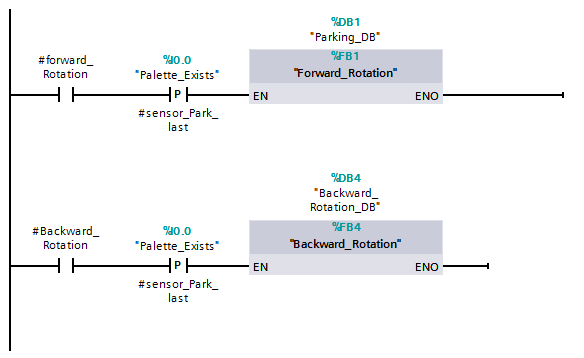 %DB1
"Parking_DB"
#forward_
Rotation
%I0.0
"Palette_Exists"
%FB1
"Forward_Rotation"
P
EN
ENO
#sensor_Park_
last
%DB4
"Backward_
Rotation_DB"
#Backward_
Rotation
%I0.0
"Palette_Exists"
%FB4
"Backward_Rotation"
P
EN
ENO
#sensor_Park_
last